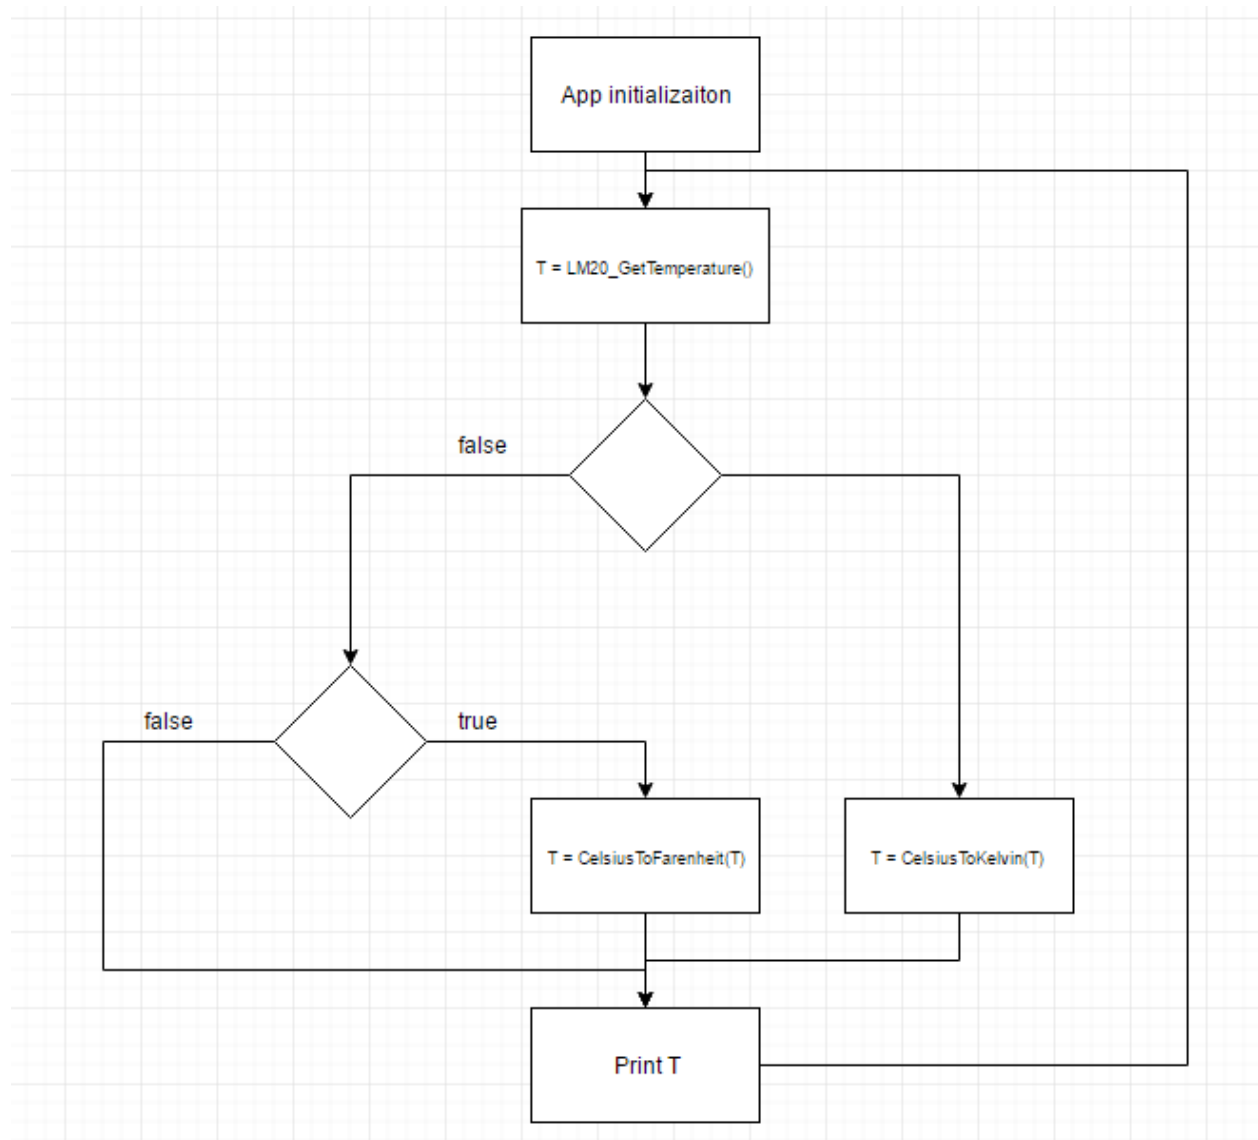 App initializaiton
T = LM20_GetTemperature()
false
false
true
T = CelsiusToFarenheit(T)
T = CelsiusToKelvin(T)
Print T